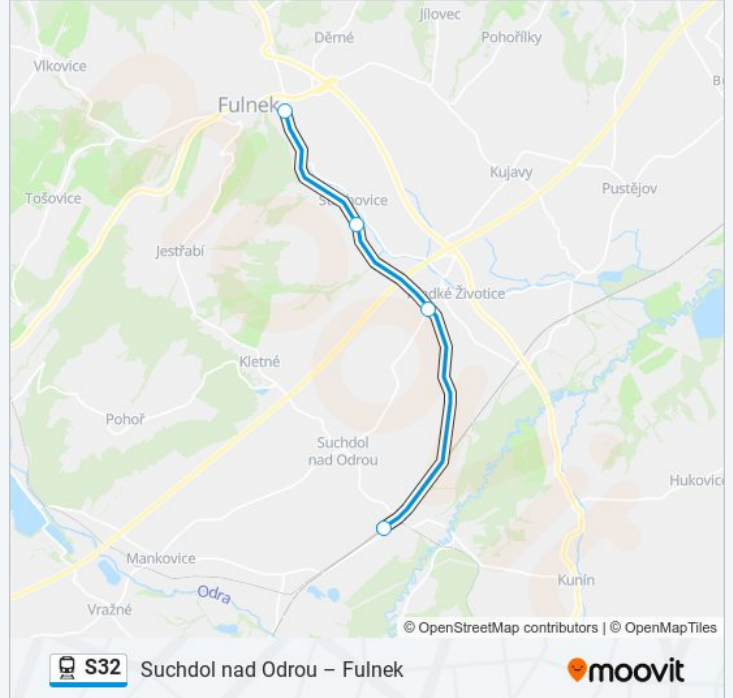 Jílovec
Děrné
Pohořílky
Vlkovice
Fulnek
Kujavy
Pustějov
Tošovice
Jestřabí
Kletné
Pohoř
Suchdol
nad Odrou
Hukovic
Mankovice
Odra
Kunín
Vražné
© OpenStreetMap contributors | © OpenMapTiles
S32 Suchdol nad Odrou – Fulnek
moovit